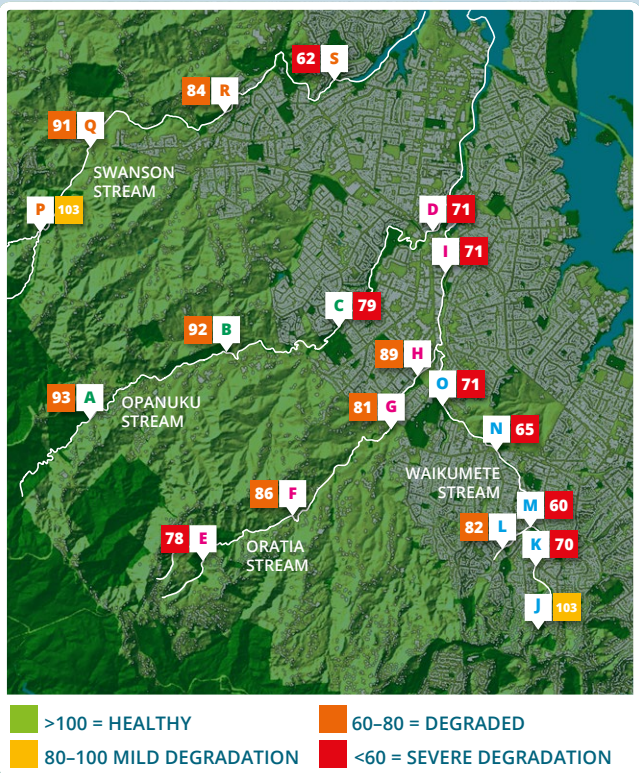 62 S
84 R
91 Q
SWANSON
STREAM
P 103
D 71
I 71
C 79
92 B
89 H
O 71
93 A
OPANUKU
STREAM
81 G
N 65
WAIKUMETE
STREAM
86 F
M 60
82 L
78 E
K 70
ORATIA
STREAM
J 103
>100 = HEALTHY
60–80 = DEGRADED
80–100 MILD DEGRADATION
<60 = SEVERE DEGRADATION